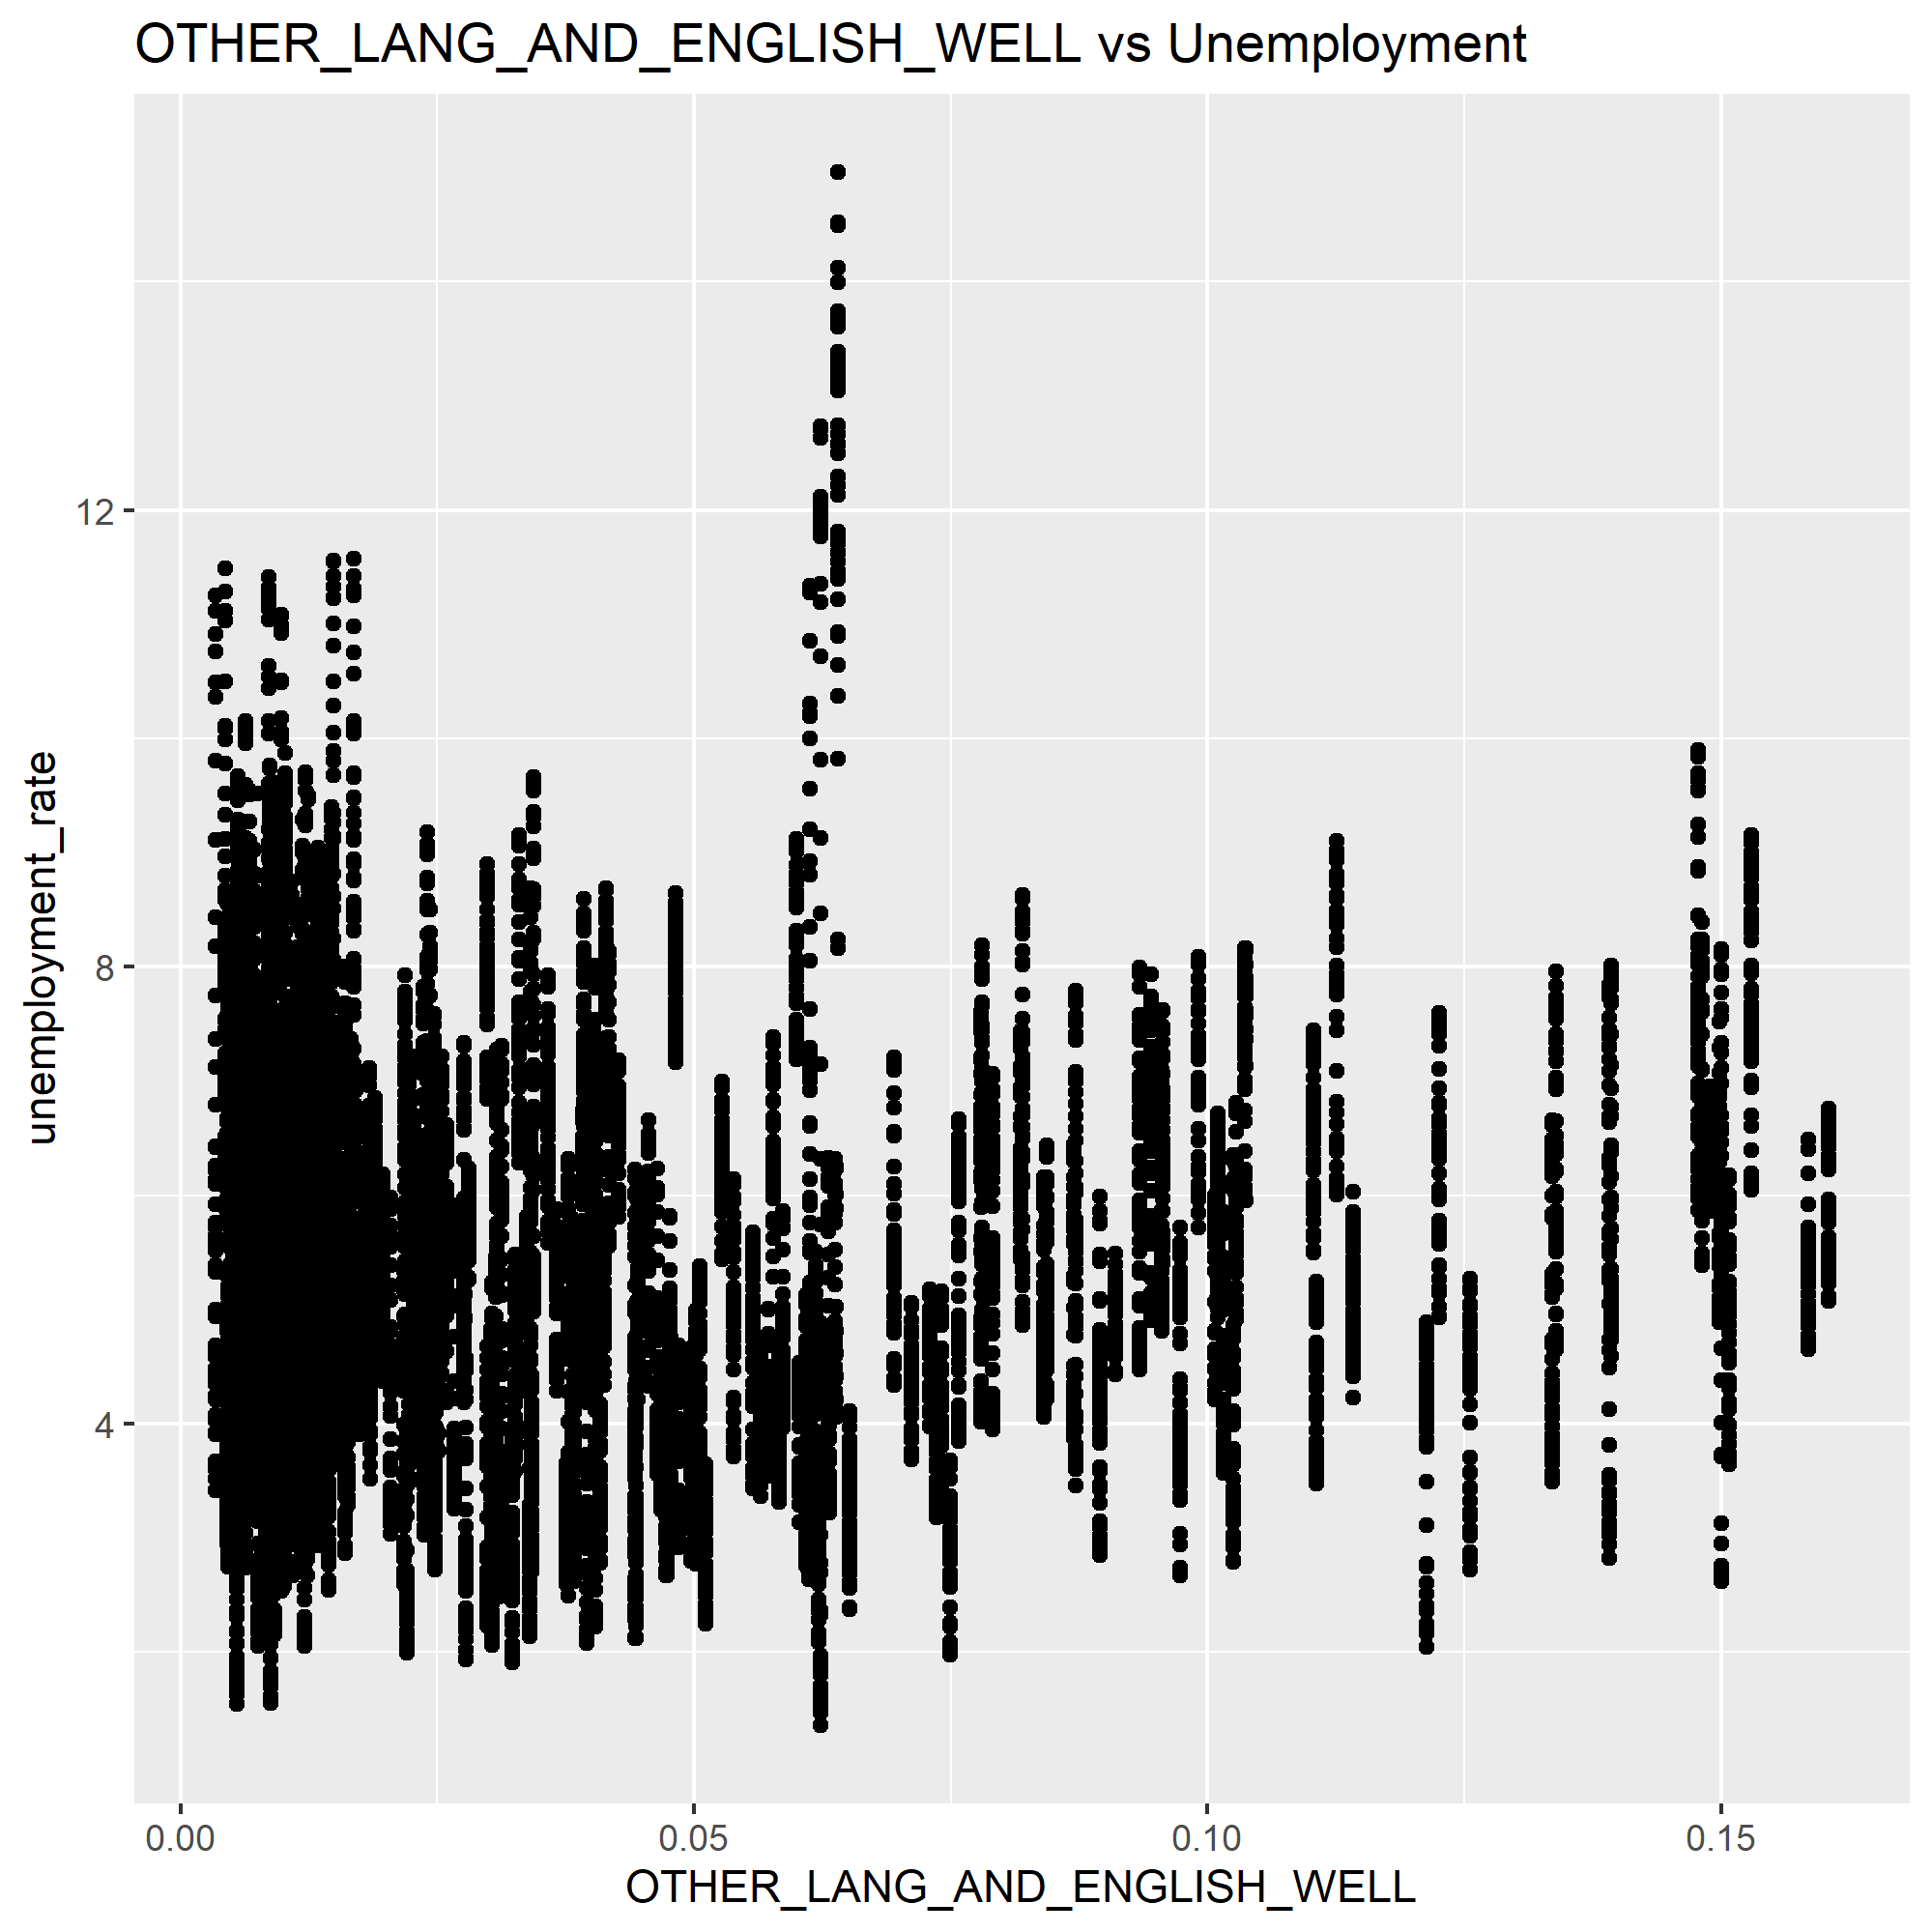 OTHER_LANG_AND_ENGLISH_WELL vs Unemployment
unemployment_rate
12
8
4
0.00 0.05 0.10 0.15
OTHER_LANG_AND_ENGLISH_WELL